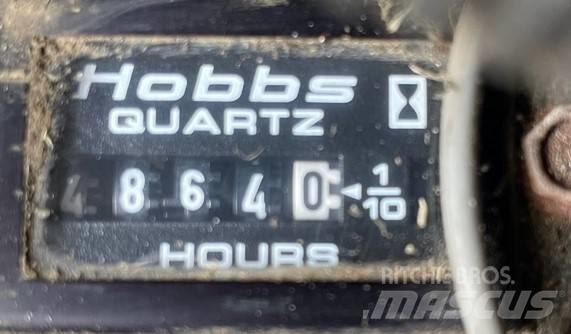 Hobbs
QUARTZ
4 8 6 4 0 ◄ 1/10
HOURS
RITCHIE BROS.
MASCUS